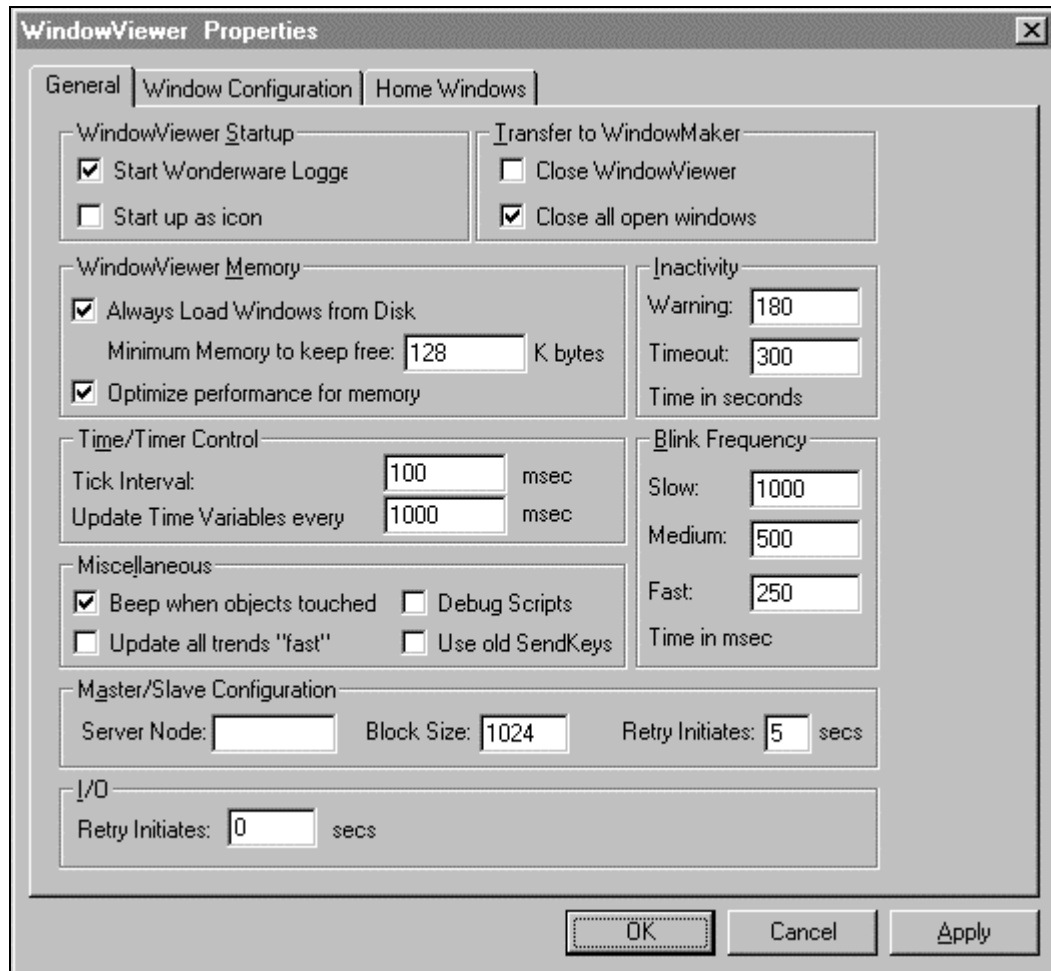 WindowViewer Properties
General Window Configuration Home Windows
WindowViewer Startup
Start Wonderware Logge
Start up as icon
Transfer to WindowMaker
Close WindowViewer
Close all open windows
WindowViewer Memory
Always Load Windows from Disk
Minimum Memory to keep free: 128 K bytes
Optimize performance for memory
Inactivity
Warning: 180
Timeout: 300
Time in seconds
Time/Timer Control
Tick Interval: 100 msec
Update Time Variables every 1000 msec
Blink Frequency
Slow: 1000
Medium: 500
Fast: 250
Time in msec
Miscellaneous
Beep when objects touched Debug Scripts
Update all trends "fast" Use old SendKeys
Master/Slave Configuration
Server Node: Block Size: 1024 Retry Initiates: 5 secs
I/O
Retry Initiates: 0 secs
OK Cancel Apply